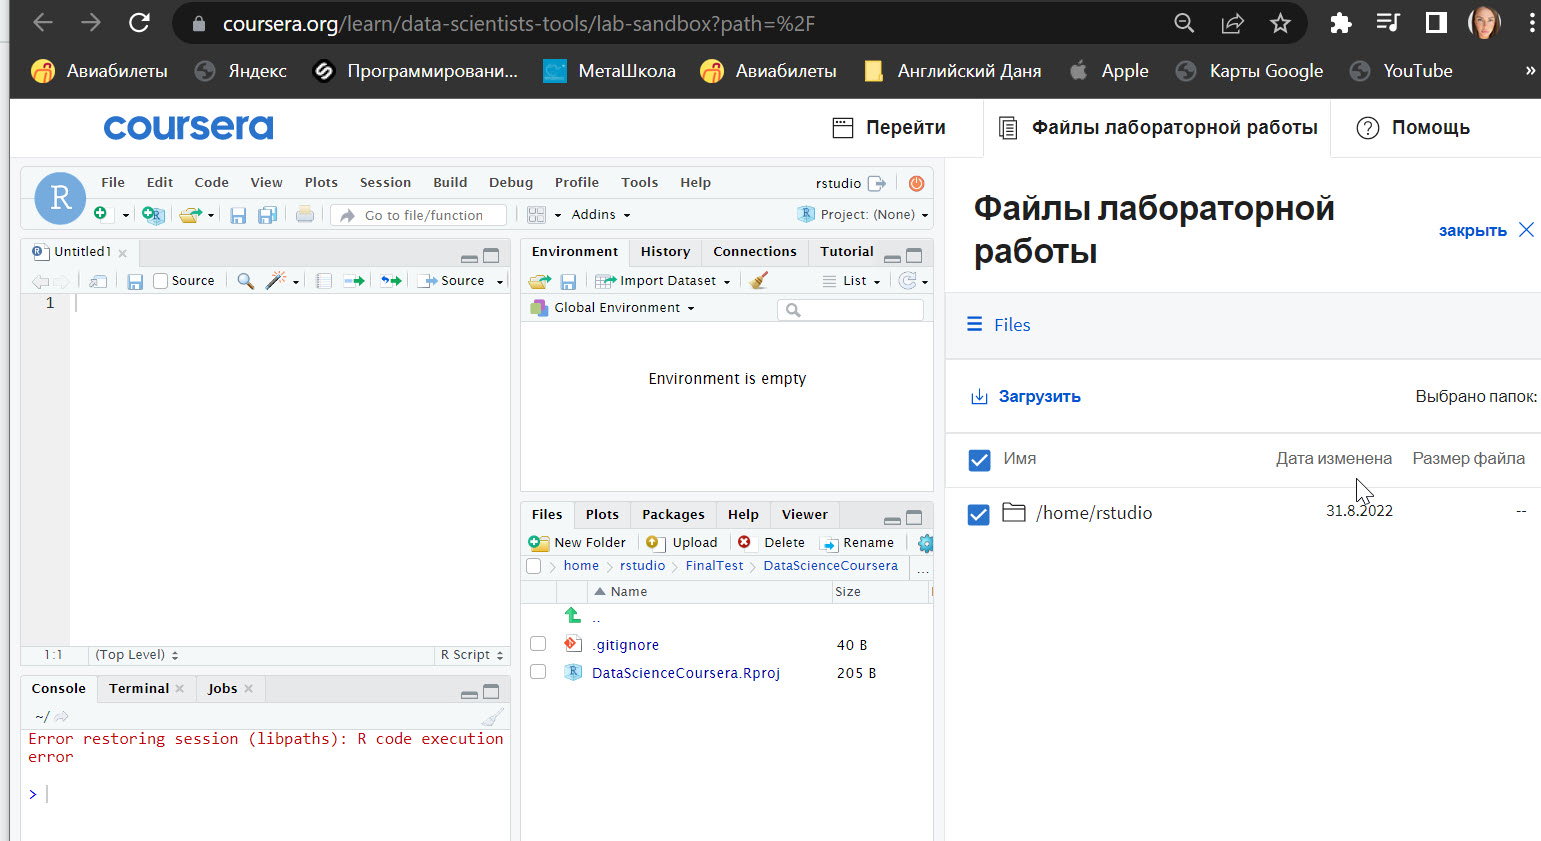 coursera.org/learn/data-scientists-tools/lab-sandbox?path=%2F
Авиабилеты Яндекс Программировани... МетаШкола Авиабилеты Английский Даня Apple Карты Google YouTube »
coursera Перейти Файлы лабораторной работы Помощь
R File Edit Code View Plots Session Build Debug Profile Tools Help rstudio
Go to file/function Addins Project: (None)
Untitled1
Source Source
1
1:1 (Top Level) R Script
Console Terminal Jobs
~/
Error restoring session (libpaths): R code execution
error
>
Environment History Connections Tutorial
Import Dataset List
Global Environment
Environment is empty
Files Plots Packages Help Viewer
New Folder Upload Delete Rename
home rstudio FinalTest DataScienceCoursera ...
Name Size
..
.gitignore 40 B
DataScienceCoursera.Rproj 205 B
Файлы лабораторной
работы
закрыть
Files
Загрузить Выбрано папок:
Имя Дата изменена Размер файла
/home/rstudio 31.8.2022 --